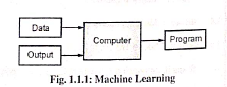 Data
Output
Computer
Program
Fig. 1.1.1: Machine Learning